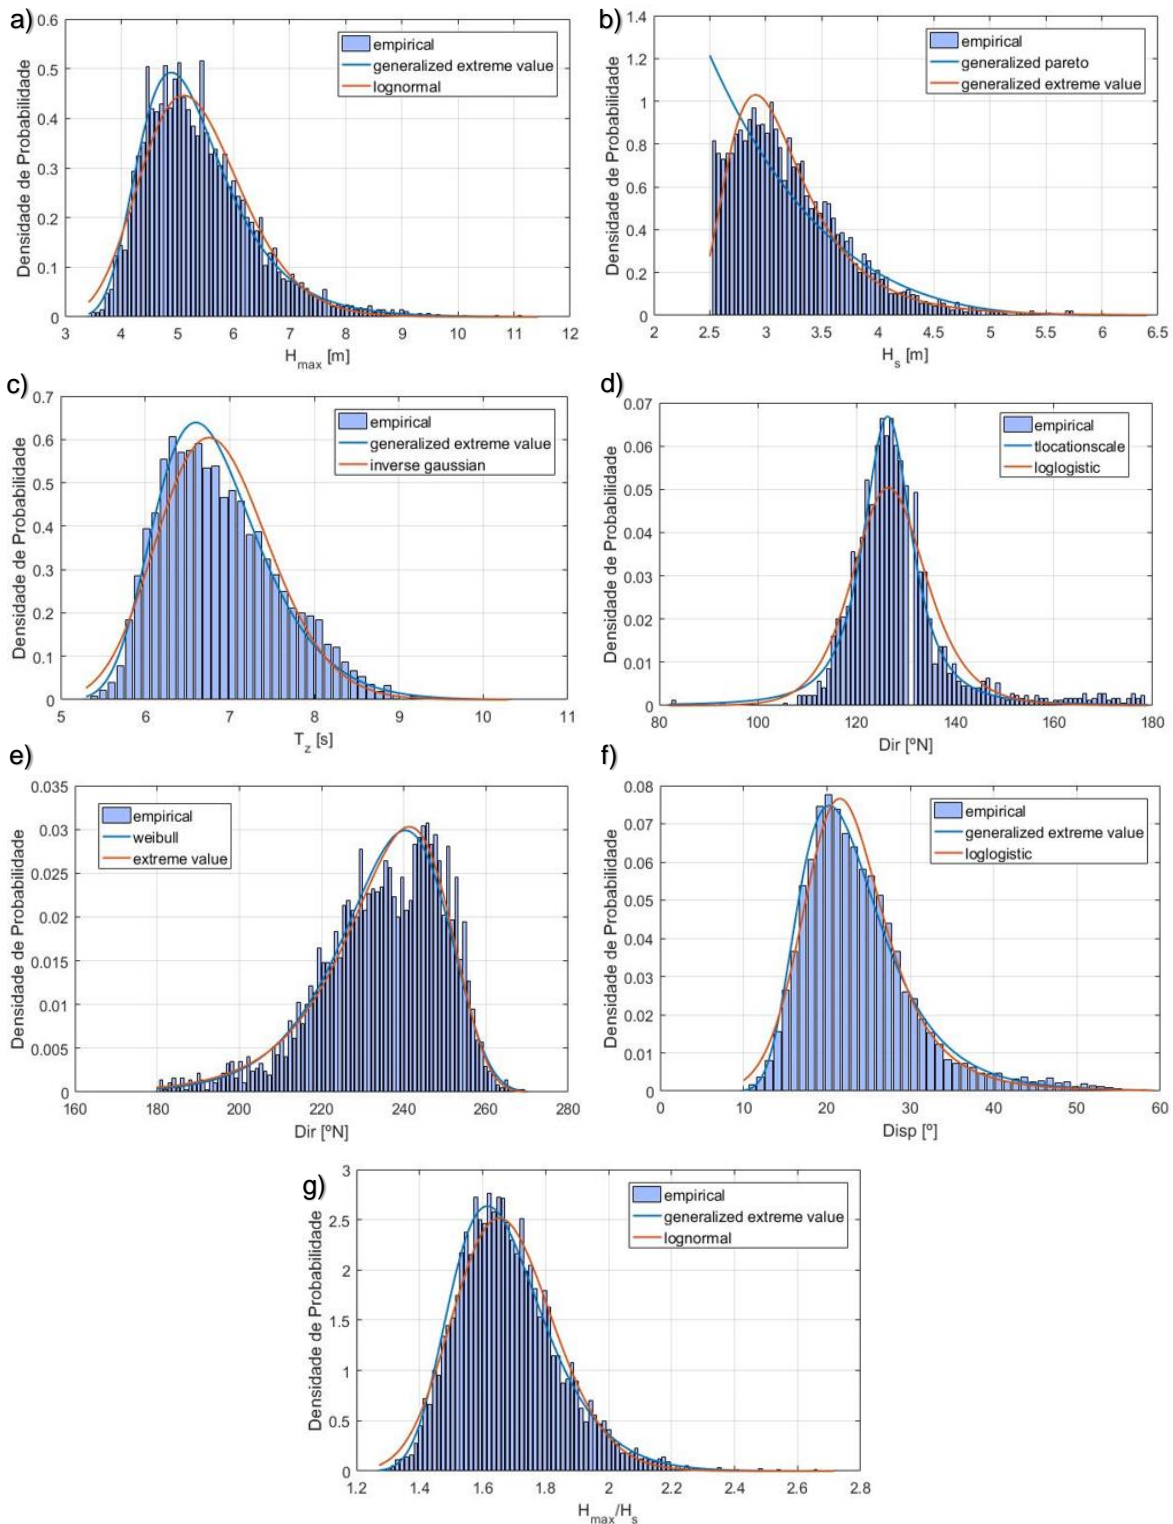 a)
0.6
0.5
0.4
0.3
0.2
0.1
0
Densidade de Probabilidade
empirical
generalized extreme value
lognormal
3 4 5 6 7 8 9 10 11 12
H_max [m]
b)
1.4
1.2
1
0.8
0.6
0.4
0.2
0
Densidade de Probabilidade
empirical
generalized pareto
generalized extreme value
2 2.5 3 3.5 4 4.5 5 5.5 6 6.5
H_s [m]
c)
0.7
0.6
0.5
0.4
0.3
0.2
0.1
0
Densidade de Probabilidade
empirical
generalized extreme value
inverse gaussian
5 6 7 8 9 10 11
T_z [s]
d)
0.07
0.06
0.05
0.04
0.03
0.02
0.01
0
Densidade de Probabilidade
empirical
tlocationscale
loglogistic
80 100 120 140 160 180
Dir [ºN]
e)
0.035
0.03
0.025
0.02
0.015
0.01
0.005
0
Densidade de Probabilidade
empirical
weibull
extreme value
160 180 200 220 240 260 280
Dir [ºN]
f)
0.08
0.07
0.06
0.05
0.04
0.03
0.02
0.01
0
Densidade de Probabilidade
empirical
generalized extreme value
loglogistic
0 10 20 30 40 50 60
Disp [º]
g)
3
2.5
2
1.5
1
0.5
0
Densidade de Probabilidade
empirical
generalized extreme value
lognormal
1.2 1.4 1.6 1.8 2 2.2 2.4 2.6 2.8
H_max/H_s